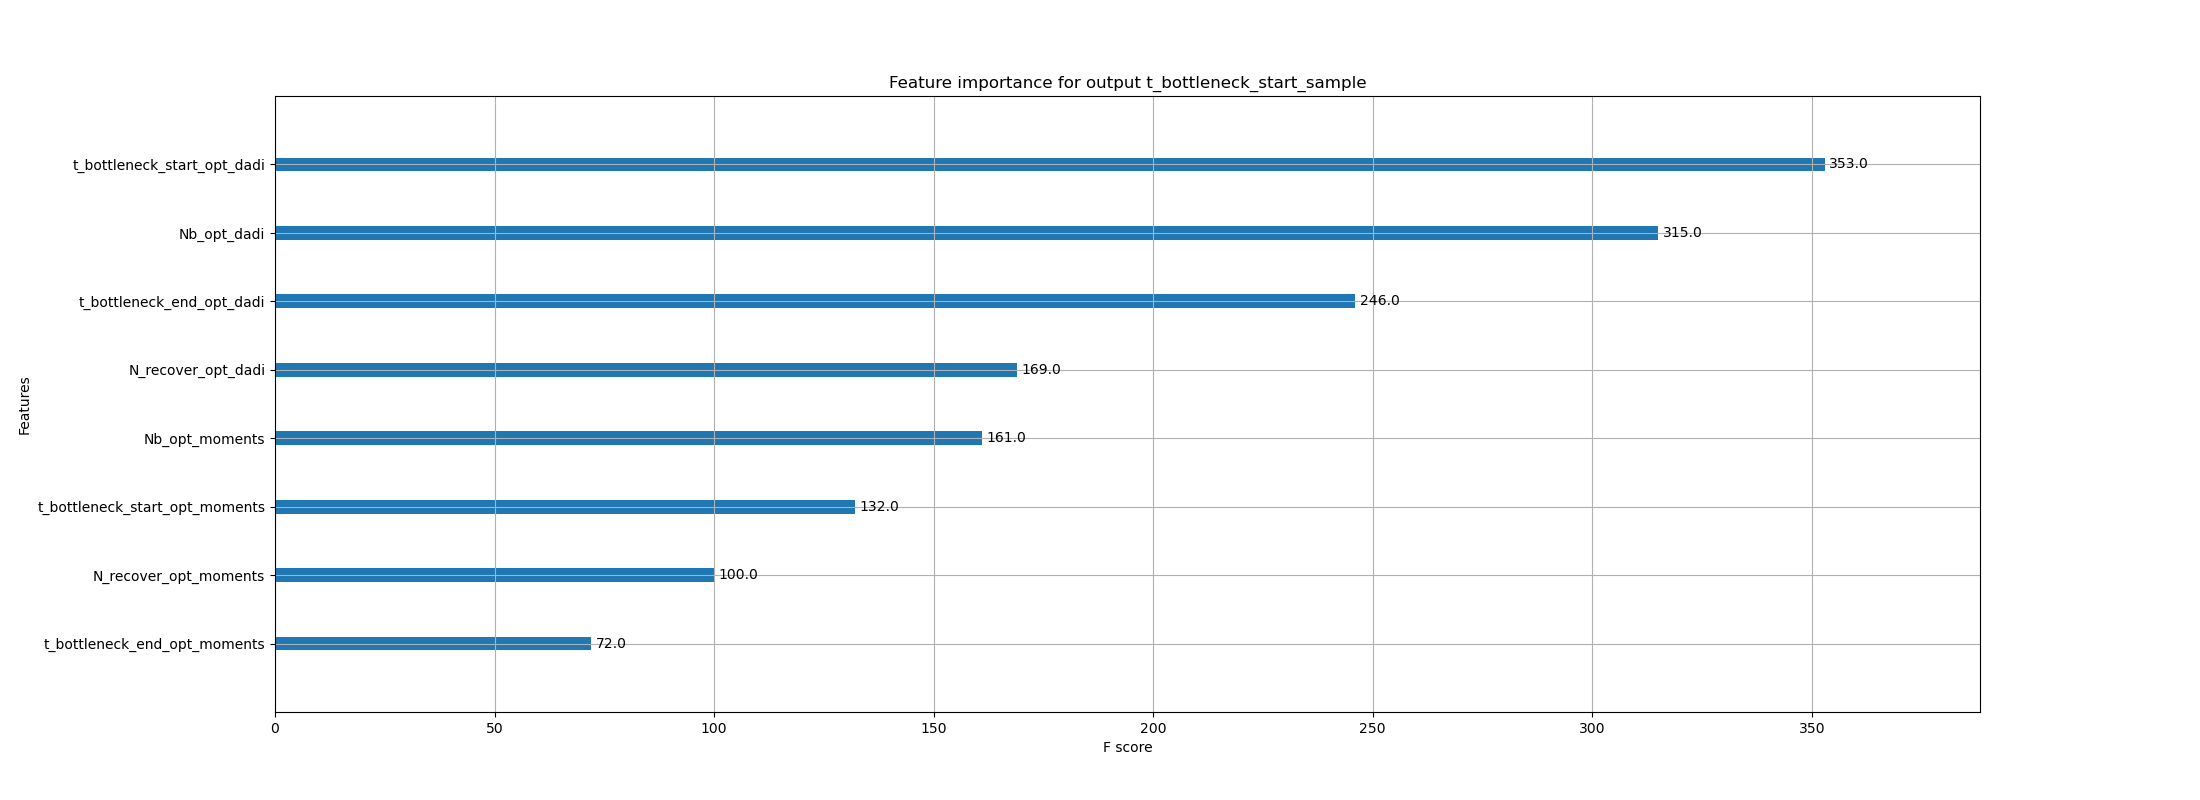 Feature importance for output t_bottleneck_start_sample
t_bottleneck_start_opt_dadi
353.0
Nb_opt_dadi
315.0
t_bottleneck_end_opt_dadi
246.0
N_recover_opt_dadi
169.0
Nb_opt_moments
161.0
t_bottleneck_start_opt_moments
132.0
N_recover_opt_moments
100.0
t_bottleneck_end_opt_moments
72.0
Features
0 50 100 150 200 250 300 350
F score